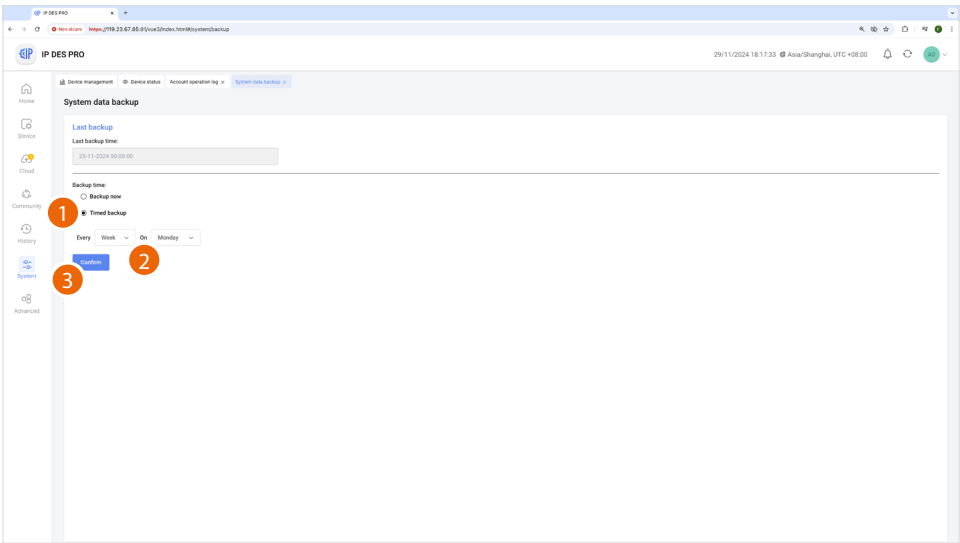 IP DES PRO × +
Not secure https://119.23.67.85:81/vue3/index.html#/system/backup
IP DES PRO
29/11/2024 18:17:33 @ Asia/Shanghai, UTC +08:00
AD
Device management Device status Account operation log × System data backup ×
Home
Device
Cloud
Community
History
System
Advanced
System data backup
Last backup
Last backup time:
25-11-2024 00:00:00
Backup time:
Backup now
1
Timed backup
Every Week On Monday
2
Confirm
3